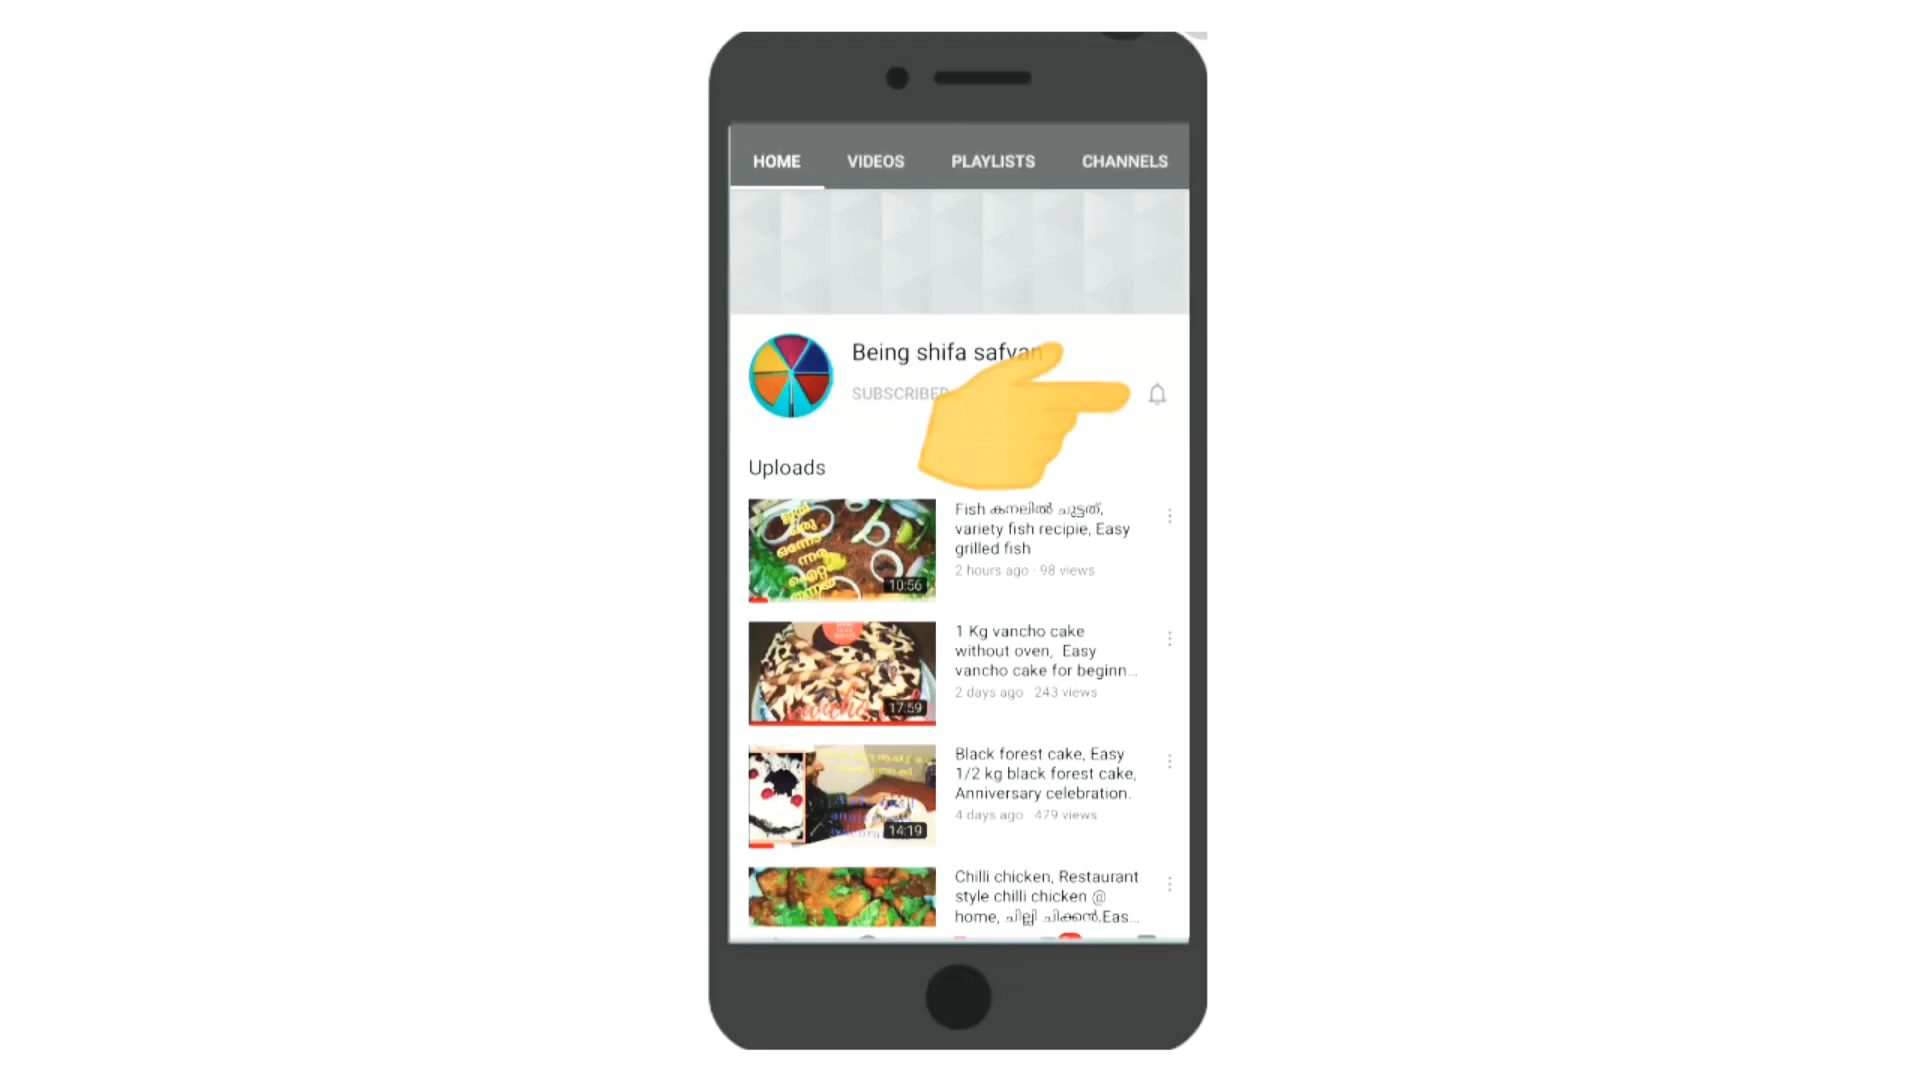 HOME VIDEOS PLAYLISTS CHANNELS
Being shifa safvan
SUBSCRIBED
Uploads
Fish കനലിൽ ചുട്ടത്,
variety fish recipie, Easy
grilled fish
2 hours ago · 98 views
10:56
1 Kg vancho cake
without oven, Easy
vancho cake for beginn...
2 days ago · 243 views
17:59
Black forest cake, Easy
1/2 kg black forest cake,
Anniversary celebration.
4 days ago · 479 views
14:19
Chilli chicken, Restaurant
style chilli chicken @
home, ചില്ലി ചിക്കൻ,Eas...